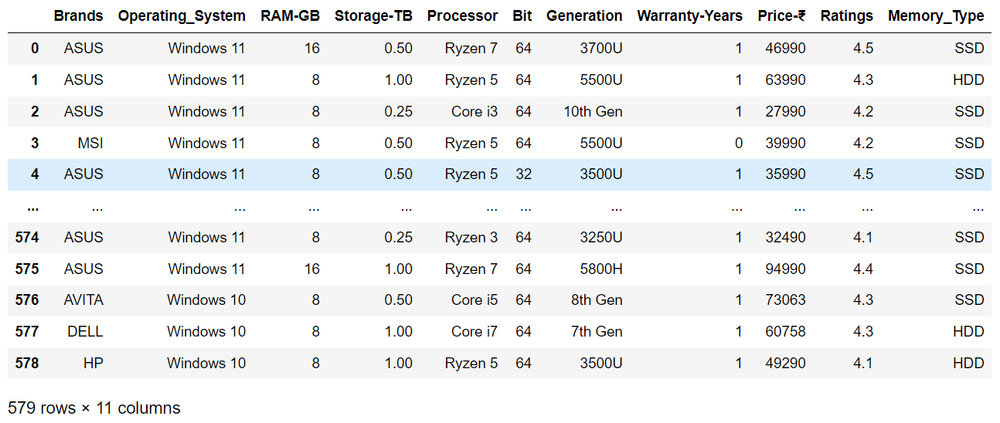 Brands Operating_System RAM-GB Storage-TB Processor Bit Generation Warranty-Years Price-₹ Ratings Memory_Type
0 ASUS Windows 11 16 0.50 Ryzen 7 64 3700U 1 46990 4.5 SSD
1 ASUS Windows 11 8 1.00 Ryzen 5 64 5500U 1 63990 4.3 HDD
2 ASUS Windows 11 8 0.25 Core i3 64 10th Gen 1 27990 4.2 SSD
3 MSI Windows 11 8 0.50 Ryzen 5 64 5500U 0 39990 4.2 SSD
4 ASUS Windows 11 8 0.50 Ryzen 5 32 3500U 1 35990 4.5 SSD
... ... ... ... ... ... ... ... ... ... ... ...
574 ASUS Windows 11 8 0.25 Ryzen 3 64 3250U 1 32490 4.1 SSD
575 ASUS Windows 11 16 1.00 Ryzen 7 64 5800H 1 94990 4.4 SSD
576 AVITA Windows 10 8 0.50 Core i5 64 8th Gen 1 73063 4.3 SSD
577 DELL Windows 10 8 1.00 Core i7 64 7th Gen 1 60758 4.3 HDD
578 HP Windows 10 8 1.00 Ryzen 5 64 3500U 1 49290 4.1 HDD
579 rows × 11 columns